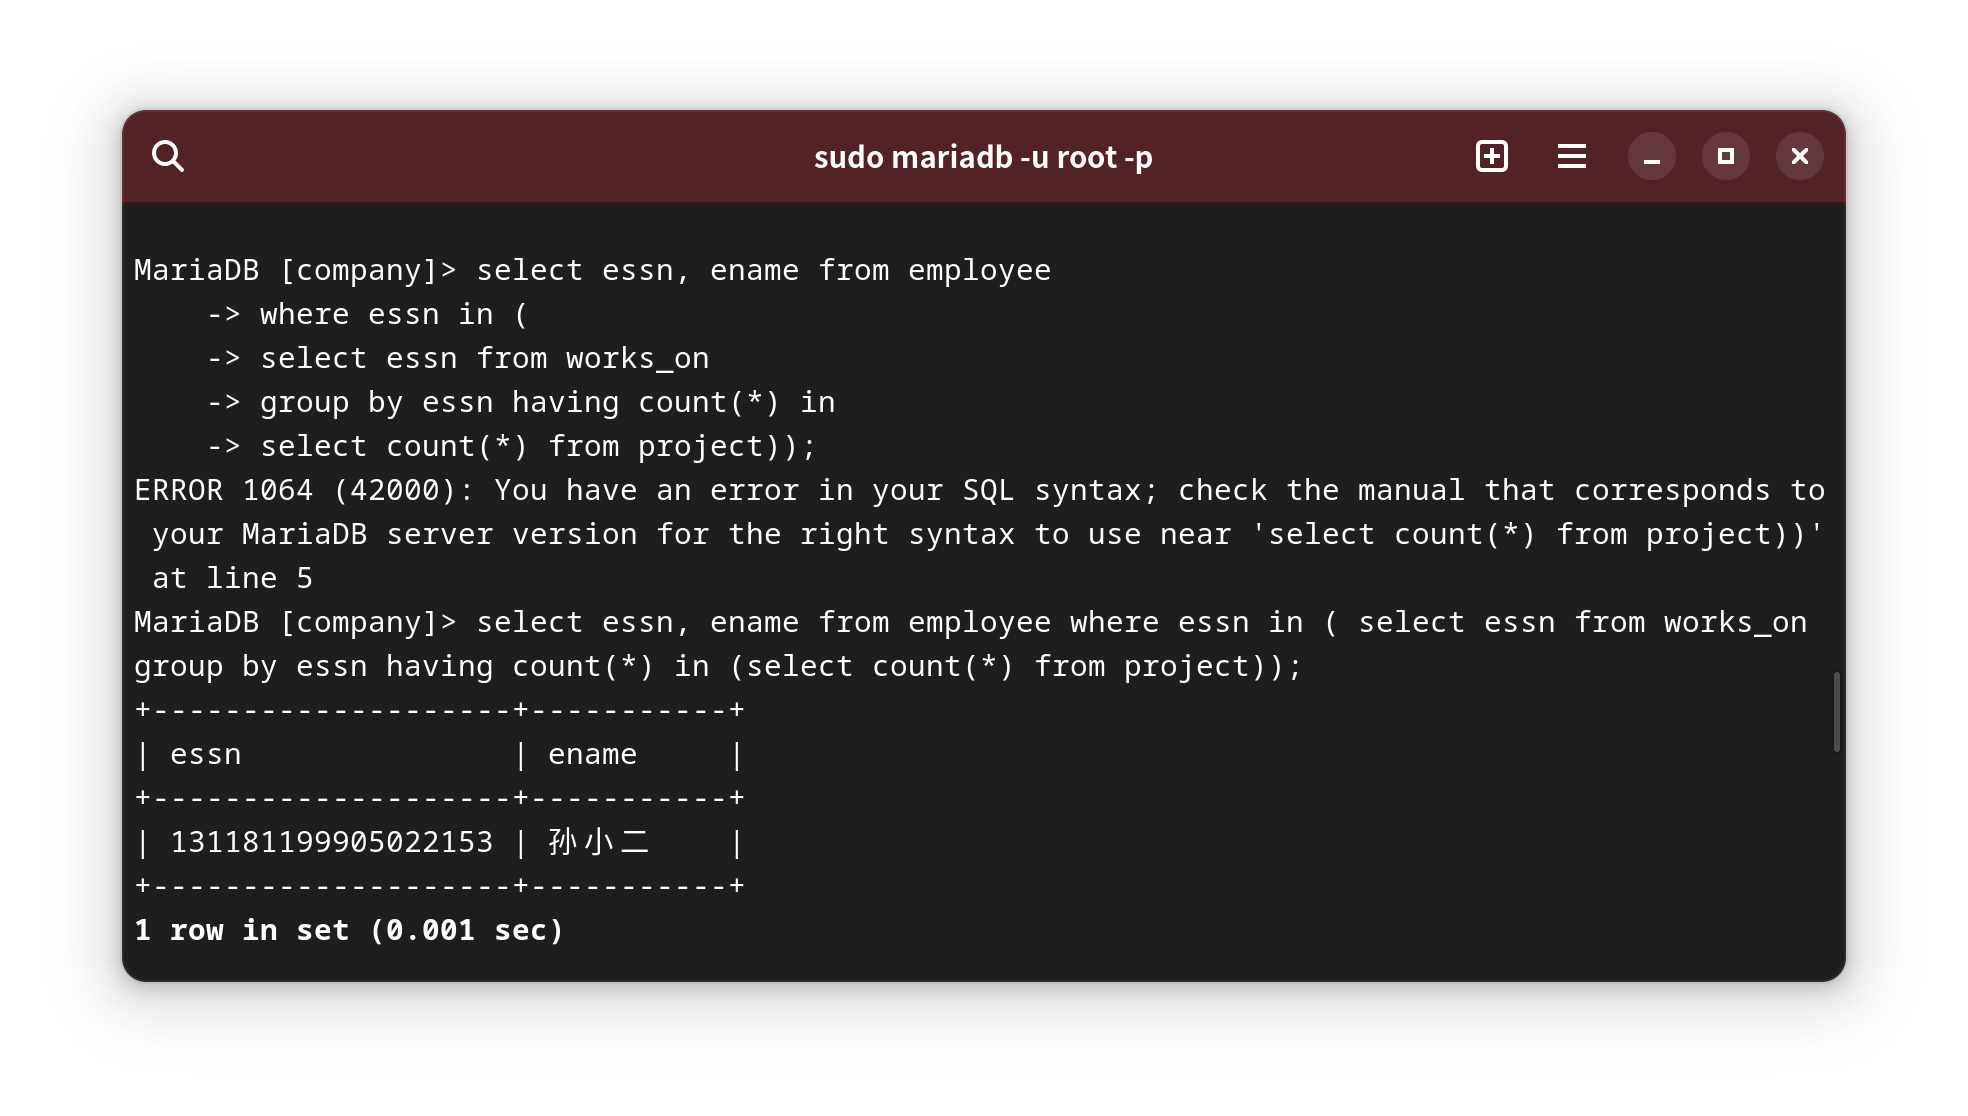 sudo mariadb -u root -p
MariaDB [company]> select essn, ename from employee
    -> where essn in (
    -> select essn from works_on
    -> group by essn having count(*) in
    -> select count(*) from project));
ERROR 1064 (42000): You have an error in your SQL syntax; check the manual that corresponds to
 your MariaDB server version for the right syntax to use near 'select count(*) from project))'
 at line 5
MariaDB [company]> select essn, ename from employee where essn in ( select essn from works_on
group by essn having count(*) in (select count(*) from project));
+--------------------+-----------+
| essn               | ename     |
+--------------------+-----------+
| 131181199905022153 | 孙小二    |
+--------------------+-----------+
1 row in set (0.001 sec)